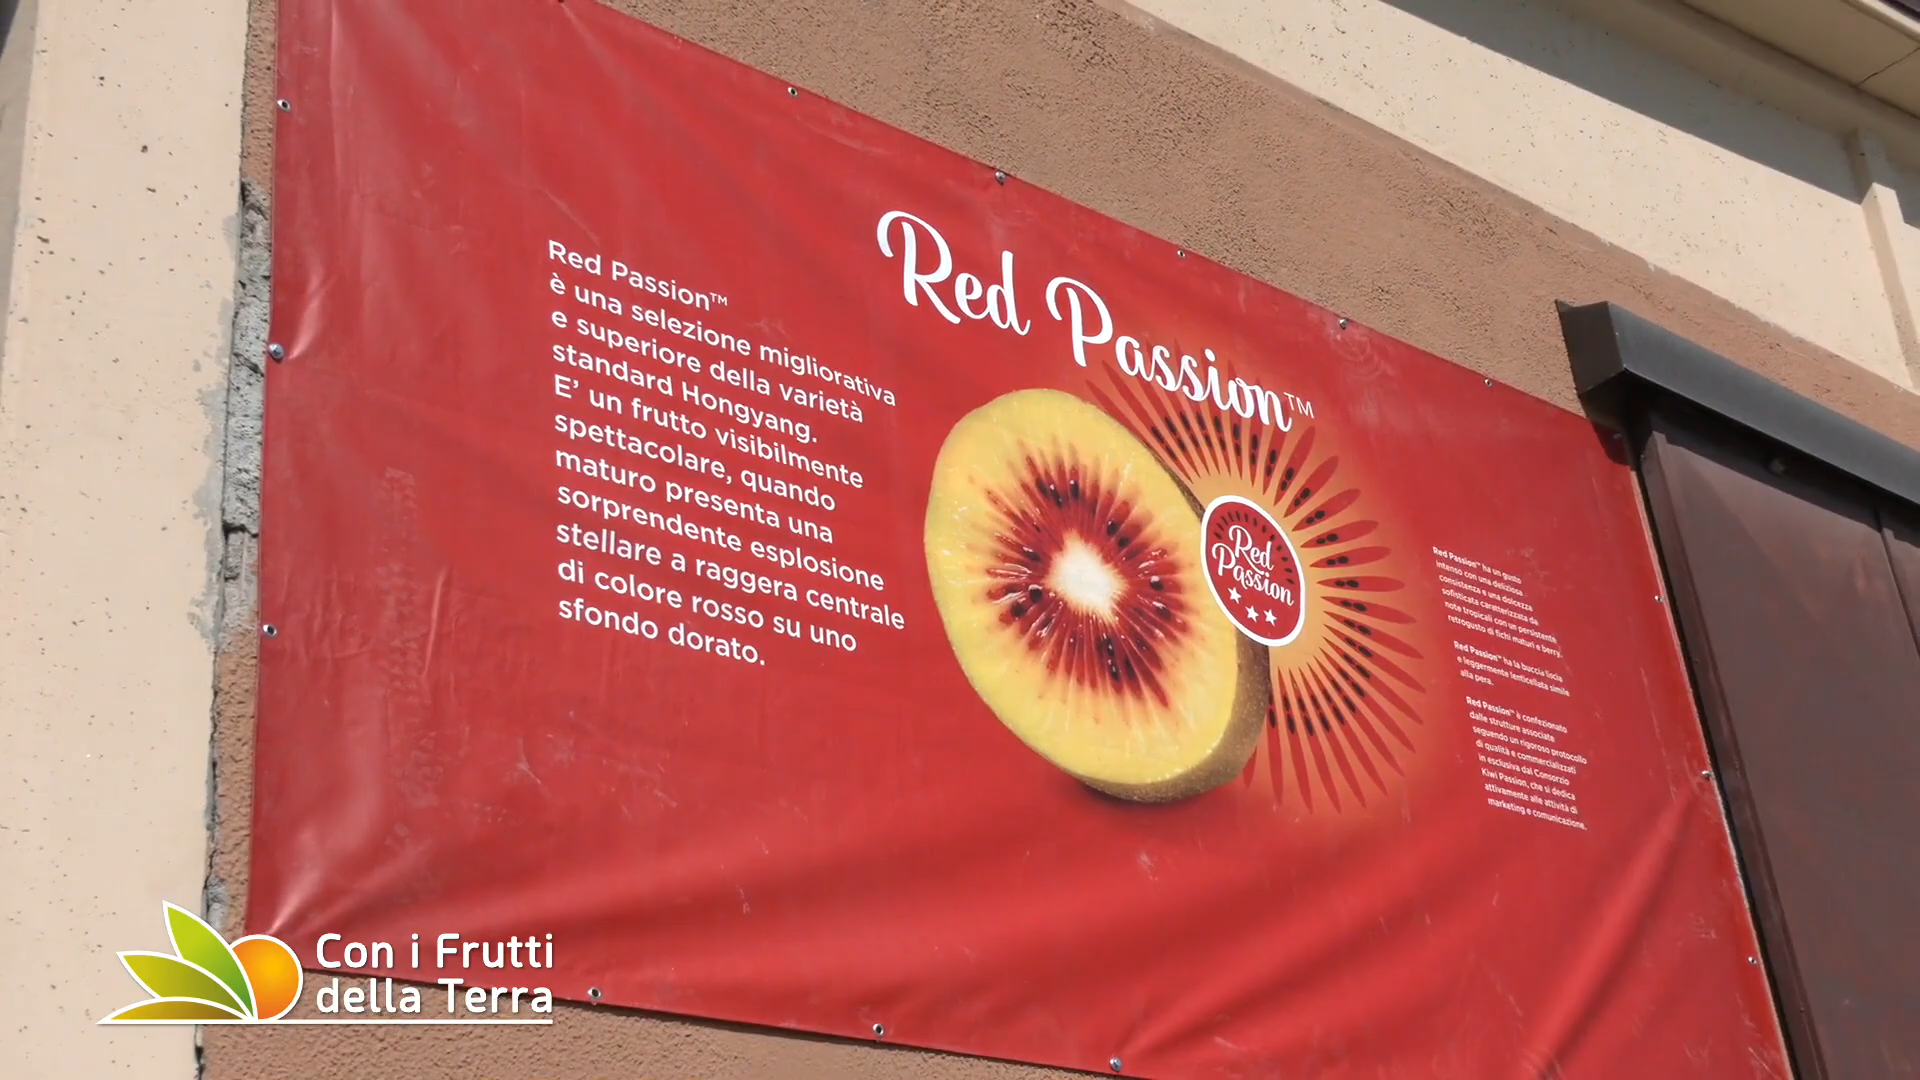 Red Passion™
Red Passion™
è una selezione migliorativa
e superiore della varietà
standard Hongyang.
E' un frutto visibilmente
spettacolare, quando
maturo presenta una
sorprendente esplosione
stellare a raggera centrale
di colore rosso su uno
sfondo dorato.
Red
Passion
Red Passion™ ha un gusto
intenso con una deliziosa
consistenza e una dolcezza
sofisticata caratterizzata da
note tropicali con un persistente
retrogusto di fichi maturi e berry.
Red Passion™ ha la buccia liscia
e leggermente lenticellata simile
alla pera.
Red Passion™ è confezionato
dalle strutture associate
seguendo un rigoroso protocollo
di qualità e commercializzati
in esclusiva dal Consorzio
Kiwi Passion, che si dedica
attivamente alle attività di
marketing e comunicazione.
Con i Frutti
della Terra